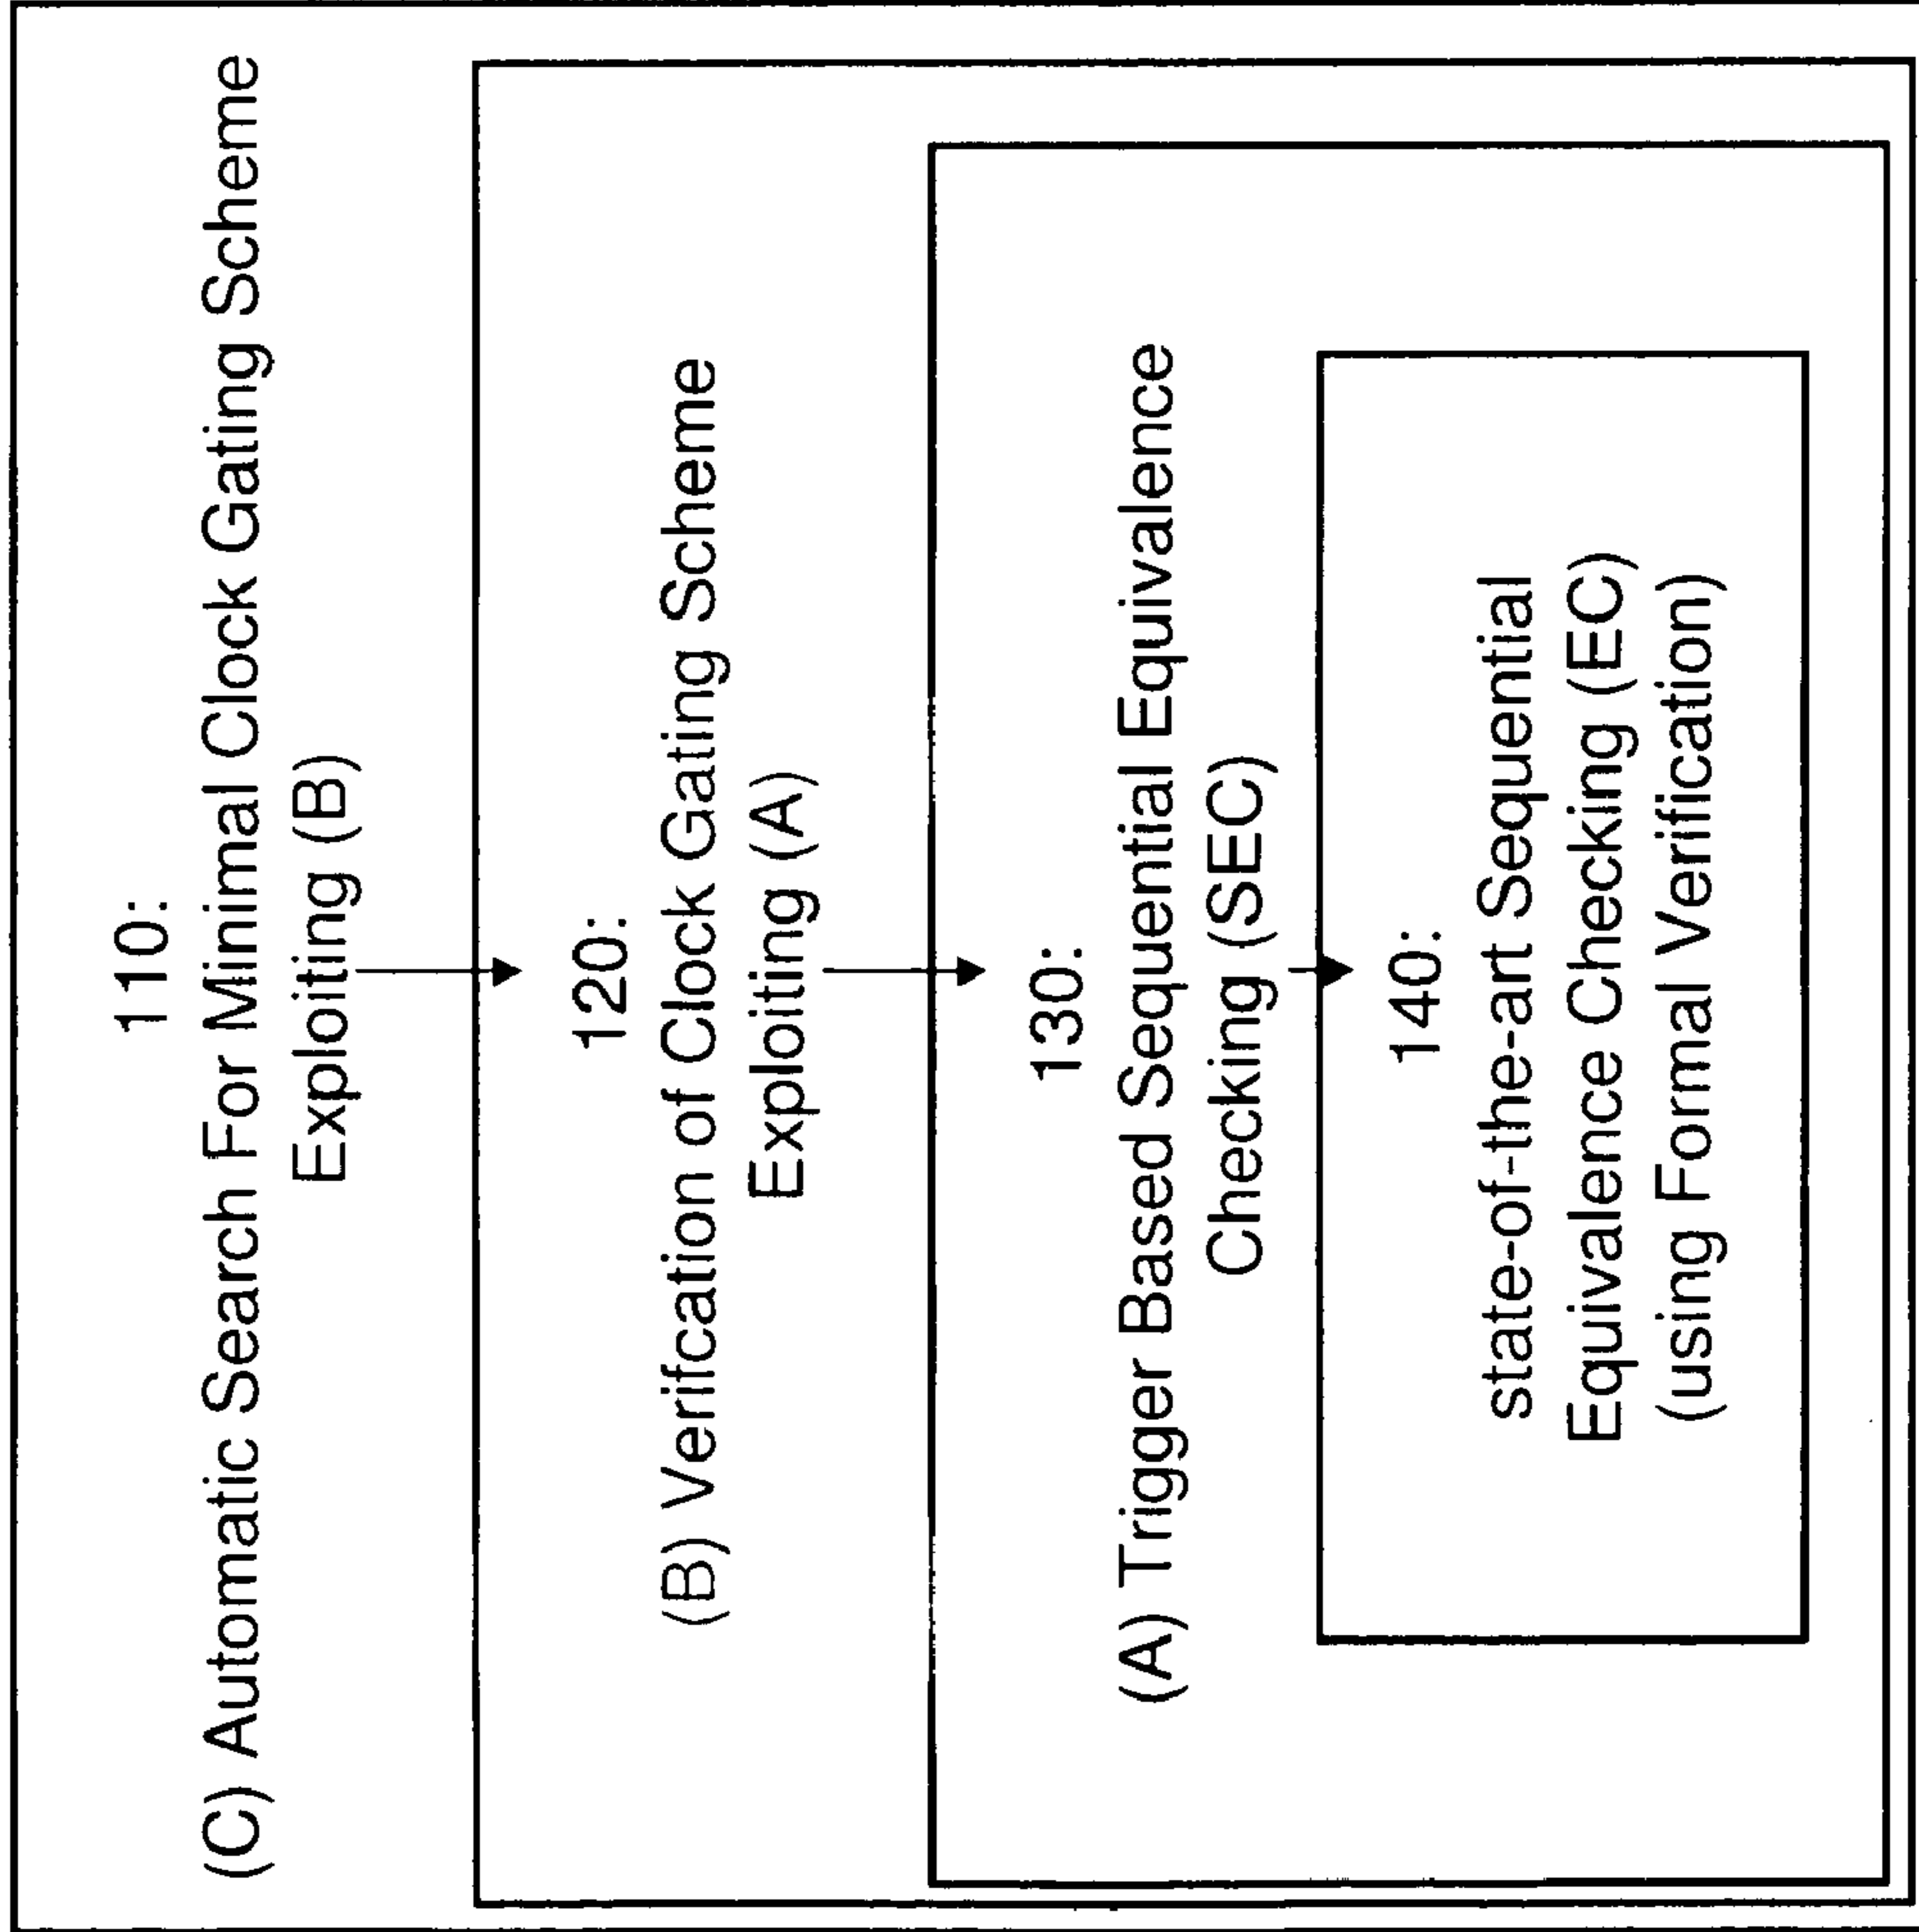 110:
(C) Automatic Search For Minimal Clock Gating Scheme
Exploiting (B)
120:
(B) Verifcation of Clock Gating Scheme
Exploiting (A)
130:
(A) Trigger Based Sequential Equivalence
Checking (SEC)
140:
state-of-the-art Sequential
Equivalence Checking (EC)
(using Formal Verification)